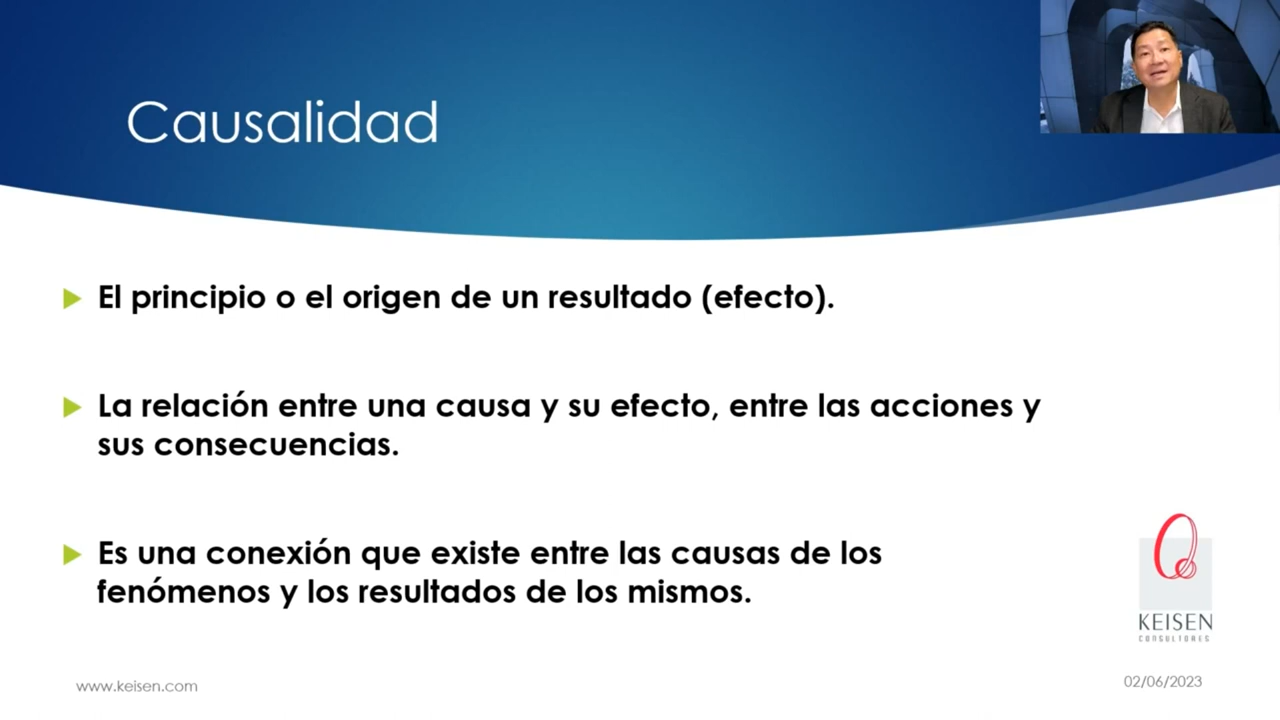 Causalidad
El principio o el origen de un resultado (efecto).
La relación entre una causa y su efecto, entre las acciones y
sus consecuencias.
Es una conexión que existe entre las causas de los
fenómenos y los resultados de los mismos.
KEISEN
CONSULTORES
www.keisen.com
02/06/2023